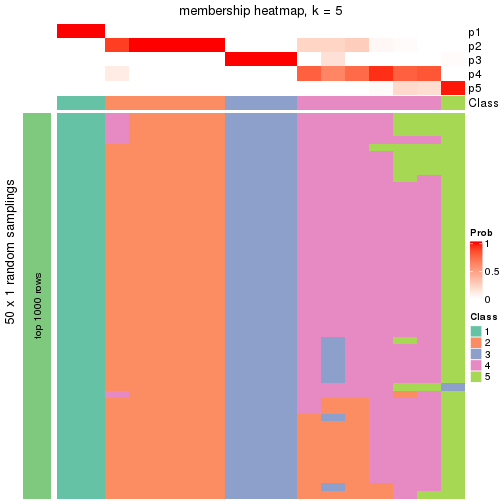 membership heatmap, k = 5
p1
p2
p3
p4
p5
Class
50 x 1 random samplings
top 1000 rows
Prob
1
0.5
0
Class
1
2
3
4
5